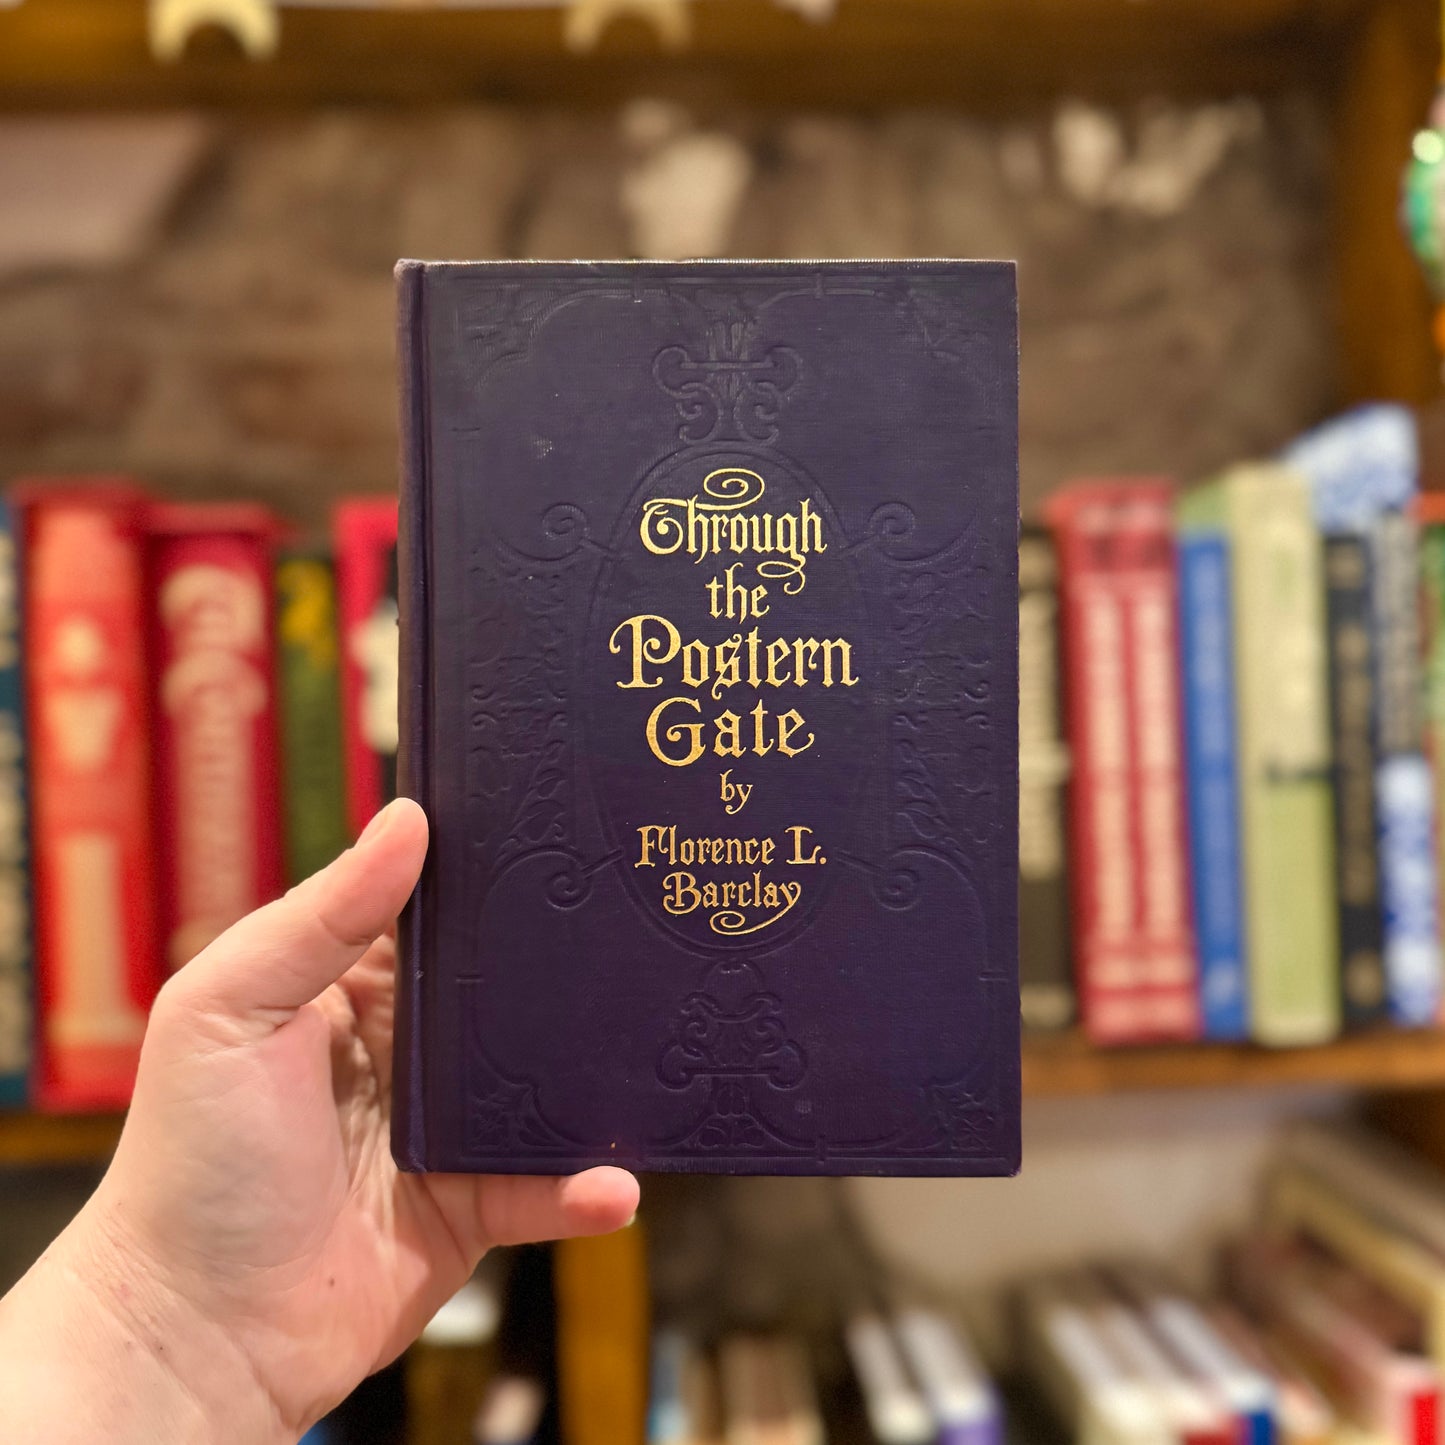 Through
the
Postern
Gate
by
Florence L.
Barclay